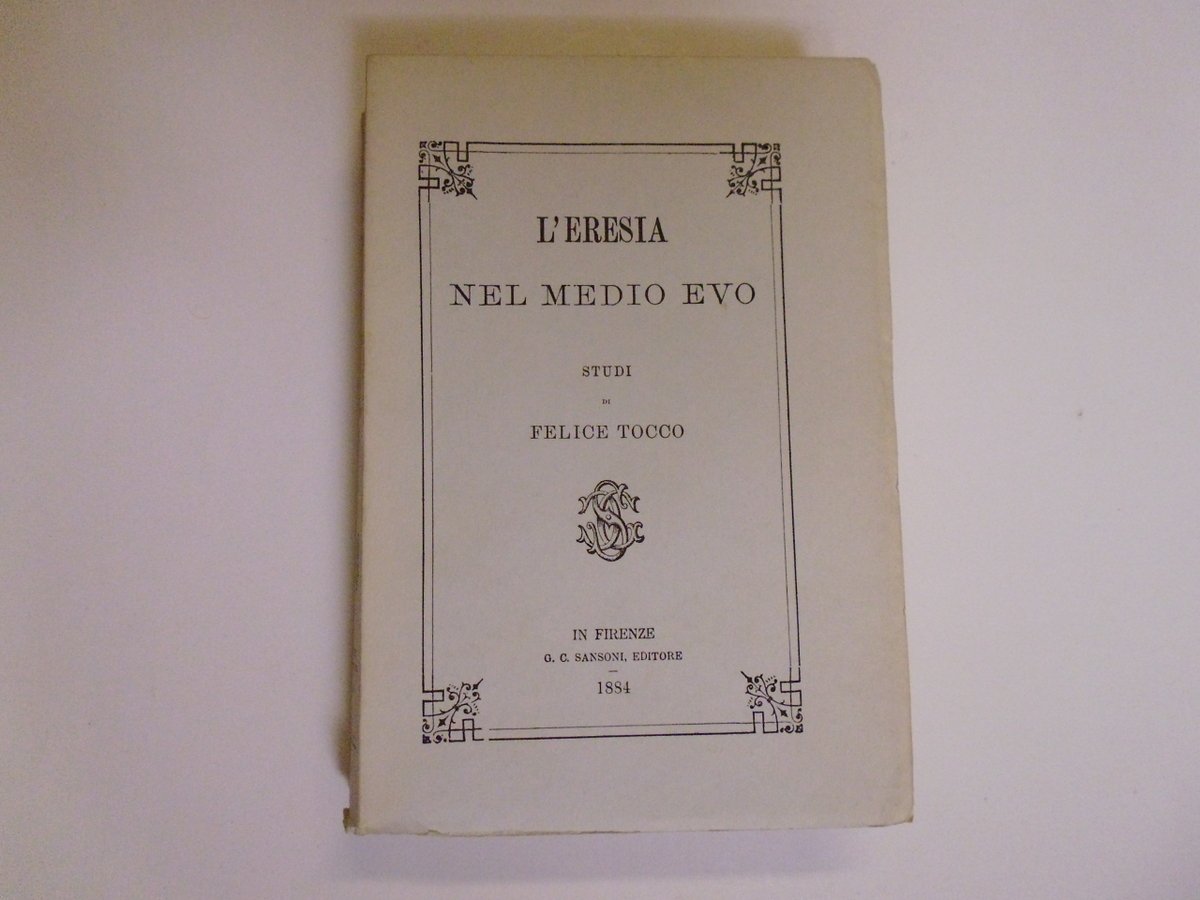 L'ERESIA
NEL MEDIO EVO
STUDI
DI
FELICE TOCCO
IN FIRENZE
G. C. SANSONI, EDITORE
1884